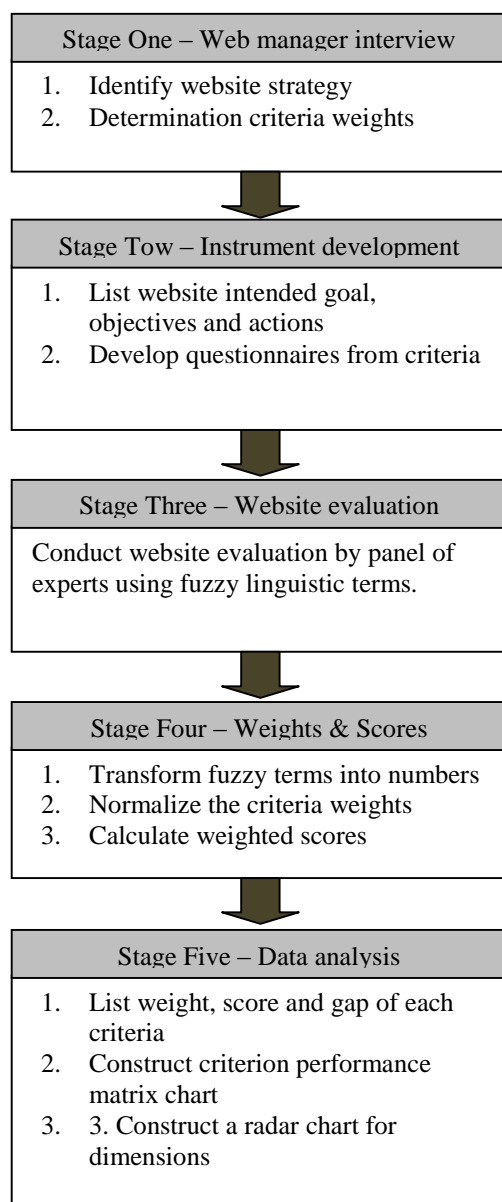 Stage One – Web manager interview
1. Identify website strategy
2. Determination criteria weights
Stage Tow – Instrument development
1. List website intended goal,
objectives and actions
2. Develop questionnaires from criteria
Stage Three – Website evaluation
Conduct website evaluation by panel of
experts using fuzzy linguistic terms.
Stage Four – Weights & Scores
1. Transform fuzzy terms into numbers
2. Normalize the criteria weights
3. Calculate weighted scores
Stage Five – Data analysis
1. List weight, score and gap of each
criteria
2. Construct criterion performance
matrix chart
3. 3. Construct a radar chart for
dimensions